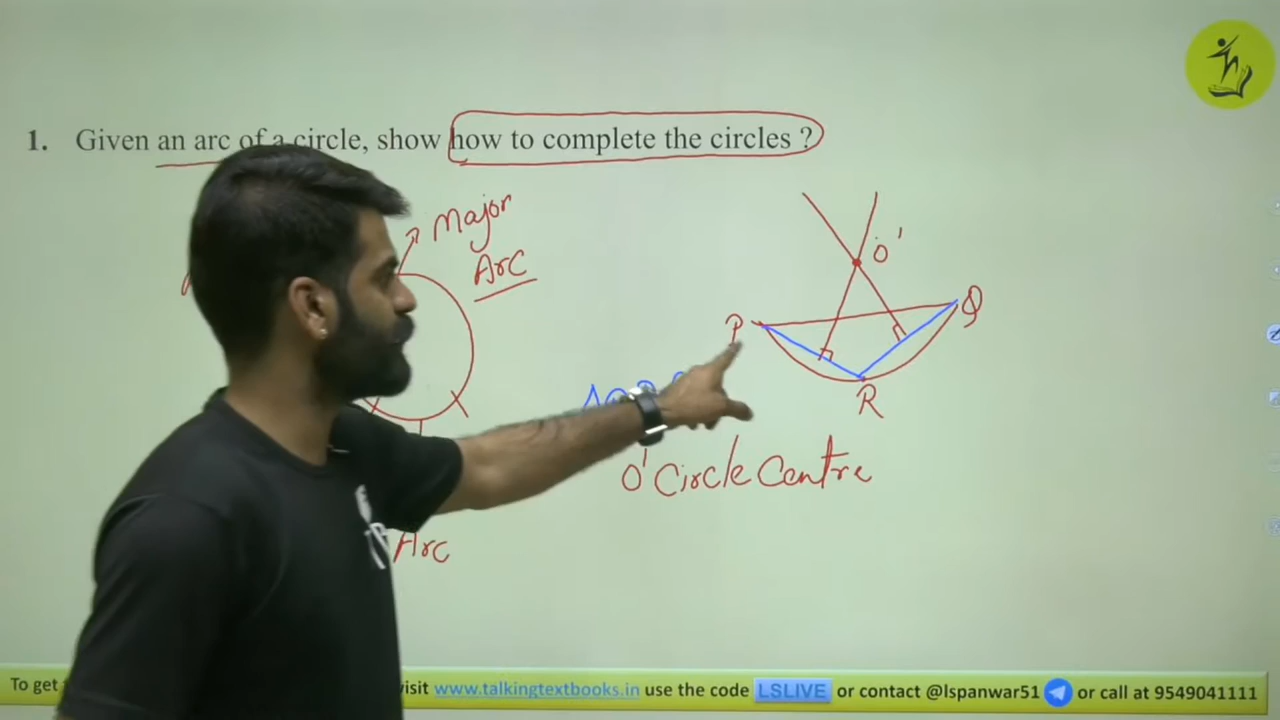 1. Given an arc of a circle, show how to complete the circles ?
Major
Arc
O'
P
Q
R
O' Circle Centre
Arc
To get
visit www.talkingtextbooks.in use the code LSLIVE or contact @lspanwar51 or call at 9549041111